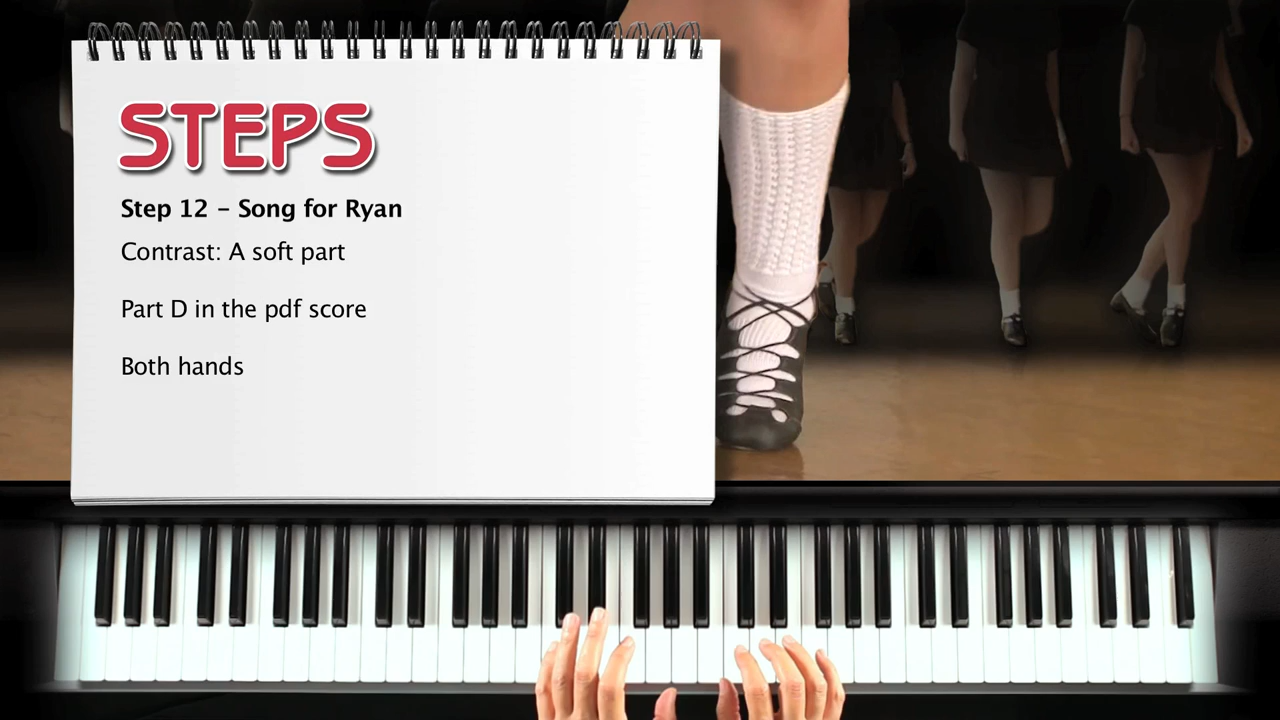 STEPS
Step 12 – Song for Ryan
Contrast: A soft part
Part D in the pdf score
Both hands